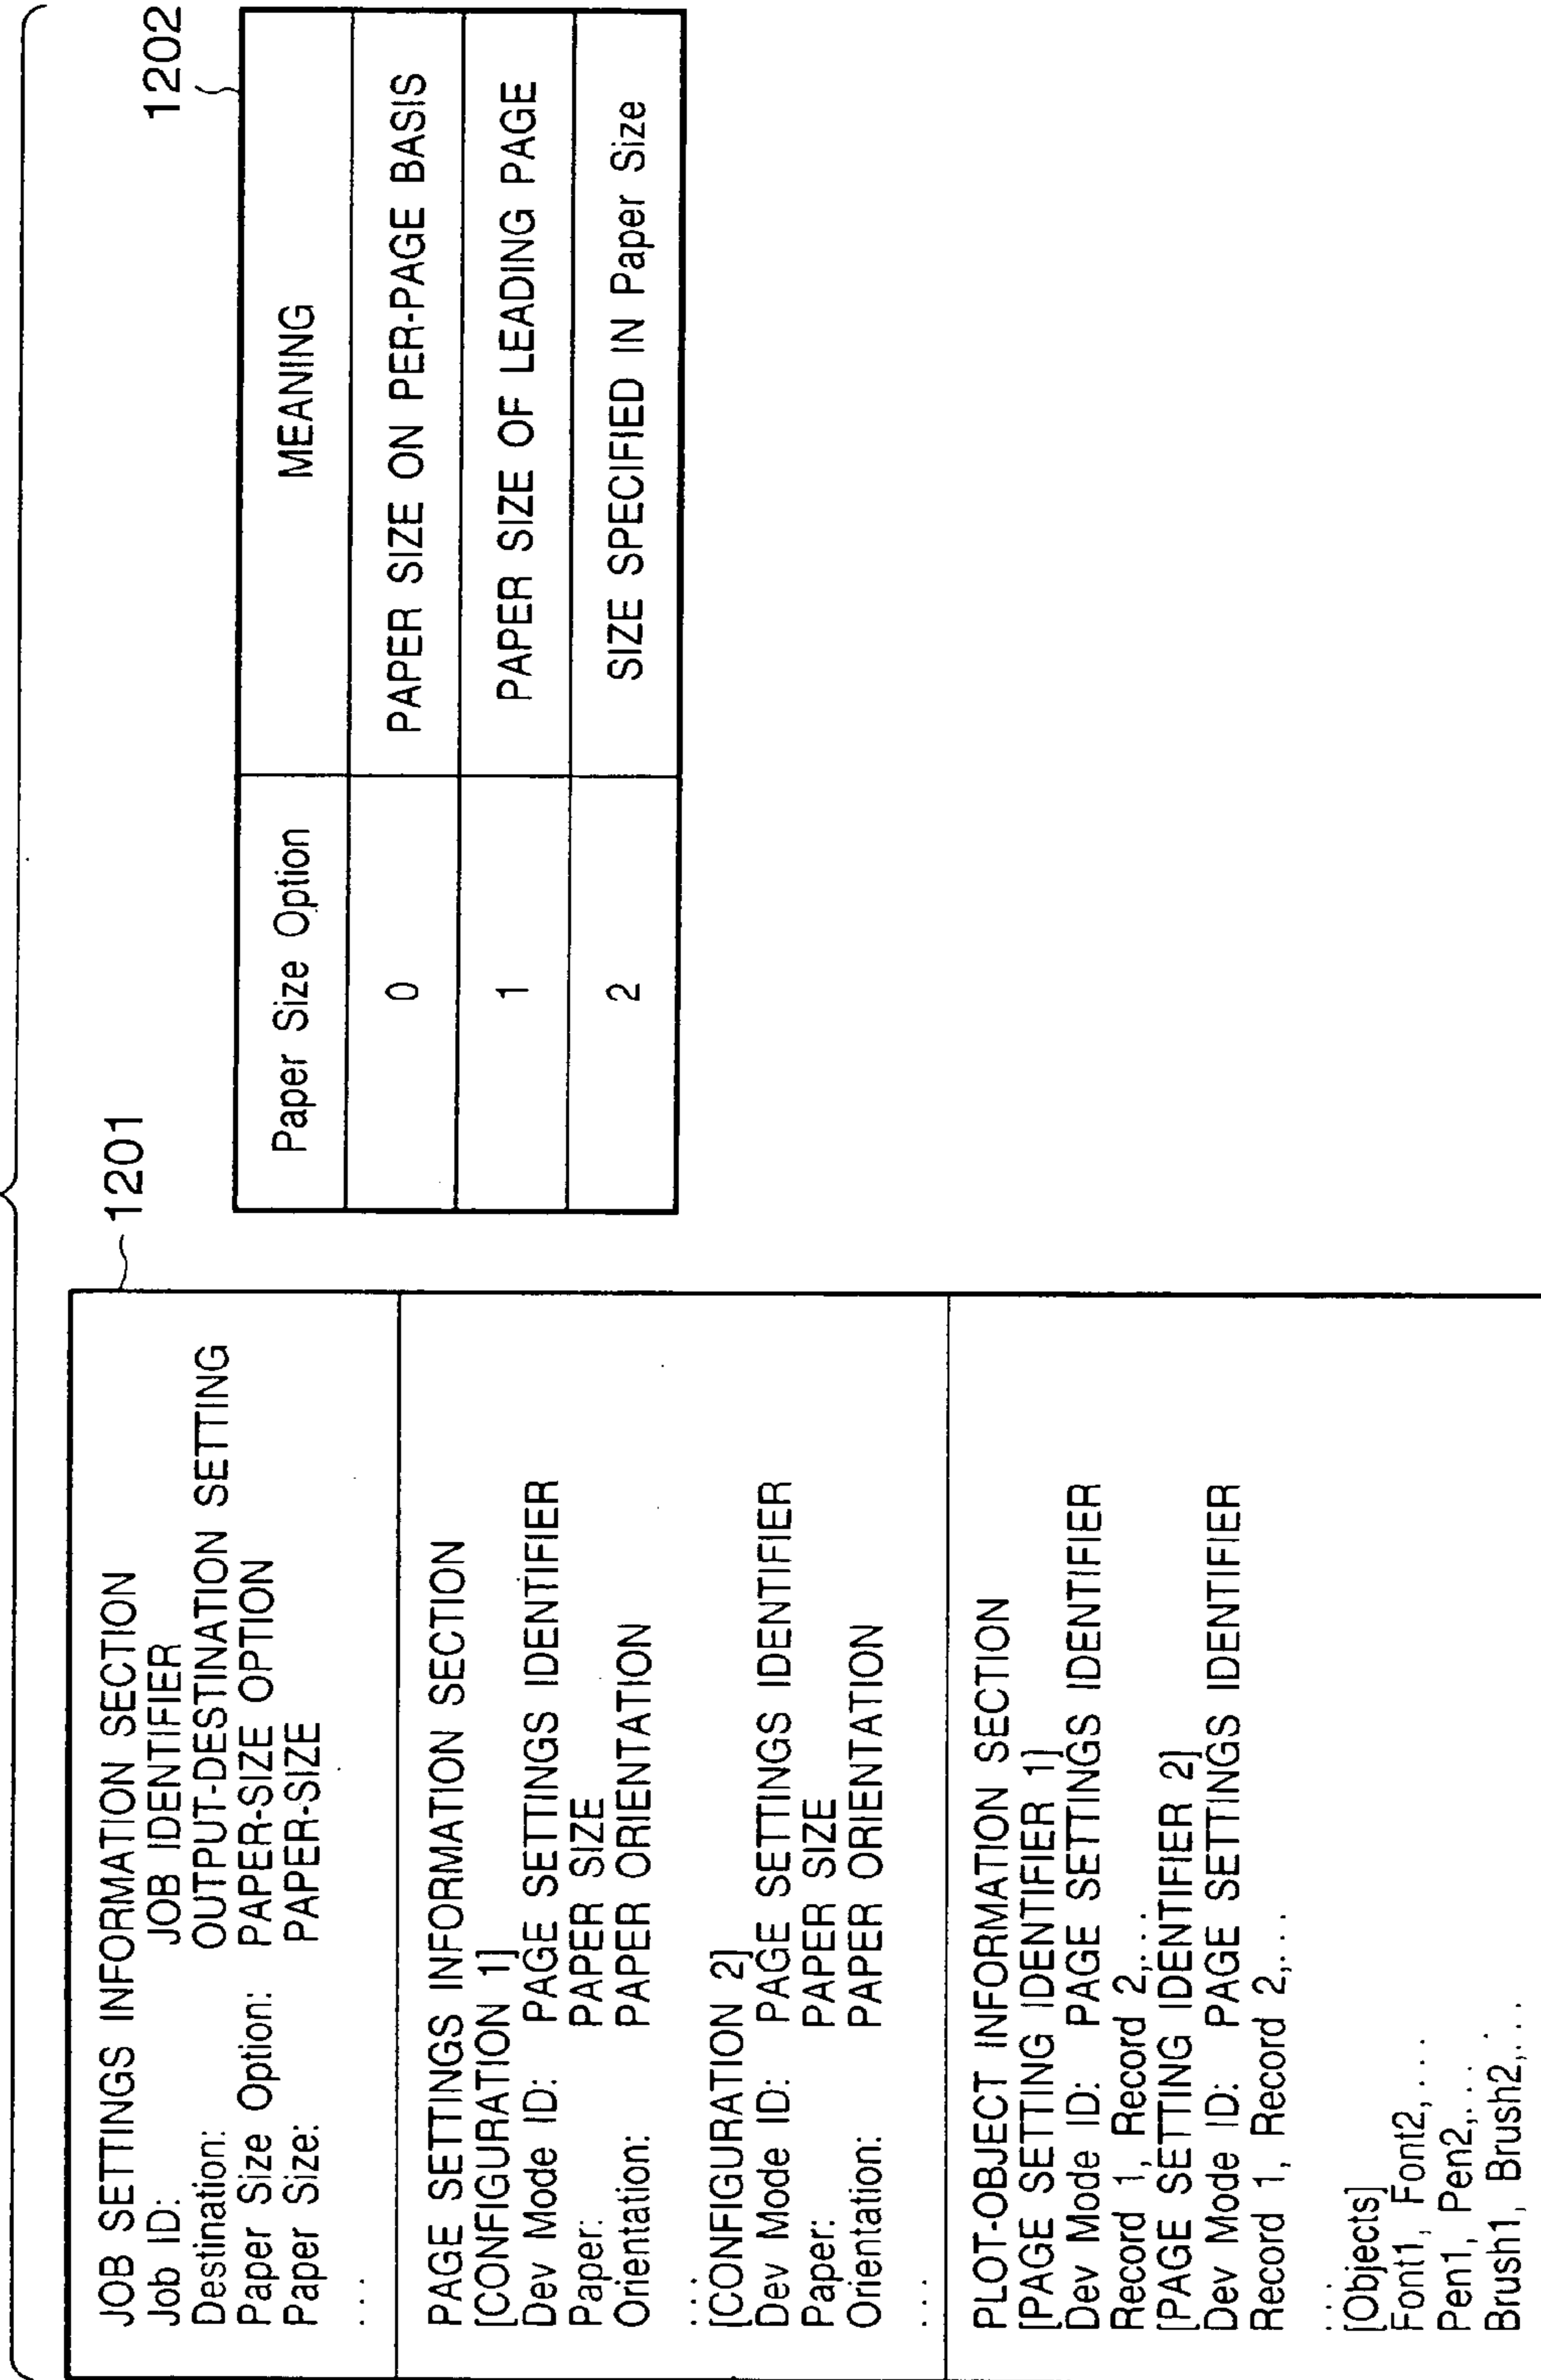 1201
JOB SETTINGS INFORMATION SECTION
Job ID: JOB IDENTIFIER
Destination: OUTPUT-DESTINATION SETTING
Paper Size Option: PAPER-SIZE OPTION
Paper Size: PAPER-SIZE
...
PAGE SETTINGS INFORMATION SECTION
[CONFIGURATION 1]
Dev Mode ID: PAGE SETTINGS IDENTIFIER
Paper: PAPER SIZE
Orientation: PAPER ORIENTATION
...
[CONFIGURATION 2]
Dev Mode ID: PAGE SETTINGS IDENTIFIER
Paper: PAPER SIZE
Orientation: PAPER ORIENTATION
...
PLOT-OBJECT INFORMATION SECTION
[PAGE SETTING IDENTIFIER 1]
Dev Mode ID: PAGE SETTINGS IDENTIFIER
Record 1, Record 2,...
[PAGE SETTING IDENTIFIER 2]
Dev Mode ID: PAGE SETTINGS IDENTIFIER
Record 1, Record 2,...
...
[Objects]
Font1, Font2,...
Pen1, Pen2,...
Brush1, Brush2,...
1202
Paper Size Option MEANING
0 PAPER SIZE ON PER-PAGE BASIS
1 PAPER SIZE OF LEADING PAGE
2 SIZE SPECIFIED IN Paper Size